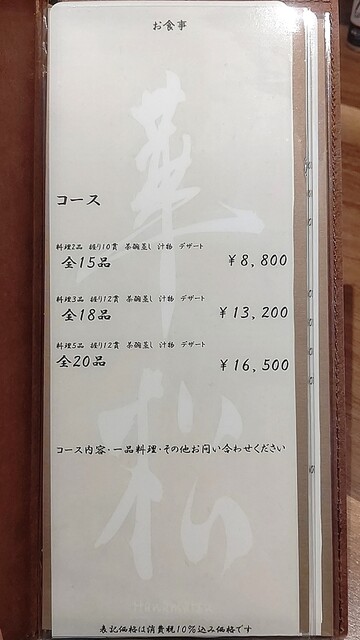 お食事
華
松
コース
料理2品 握り10貫 茶碗蒸し 汁物 デザート
全15品 ¥8,800
料理3品 握り12貫 茶碗蒸し 汁物 デザート
全18品 ¥13,200
料理5品 握り12貫 茶碗蒸し 汁物 デザート
全20品 ¥16,500
コース内容・一品料理・その他お問い合わせください
表記価格は消費税10%込み価格です